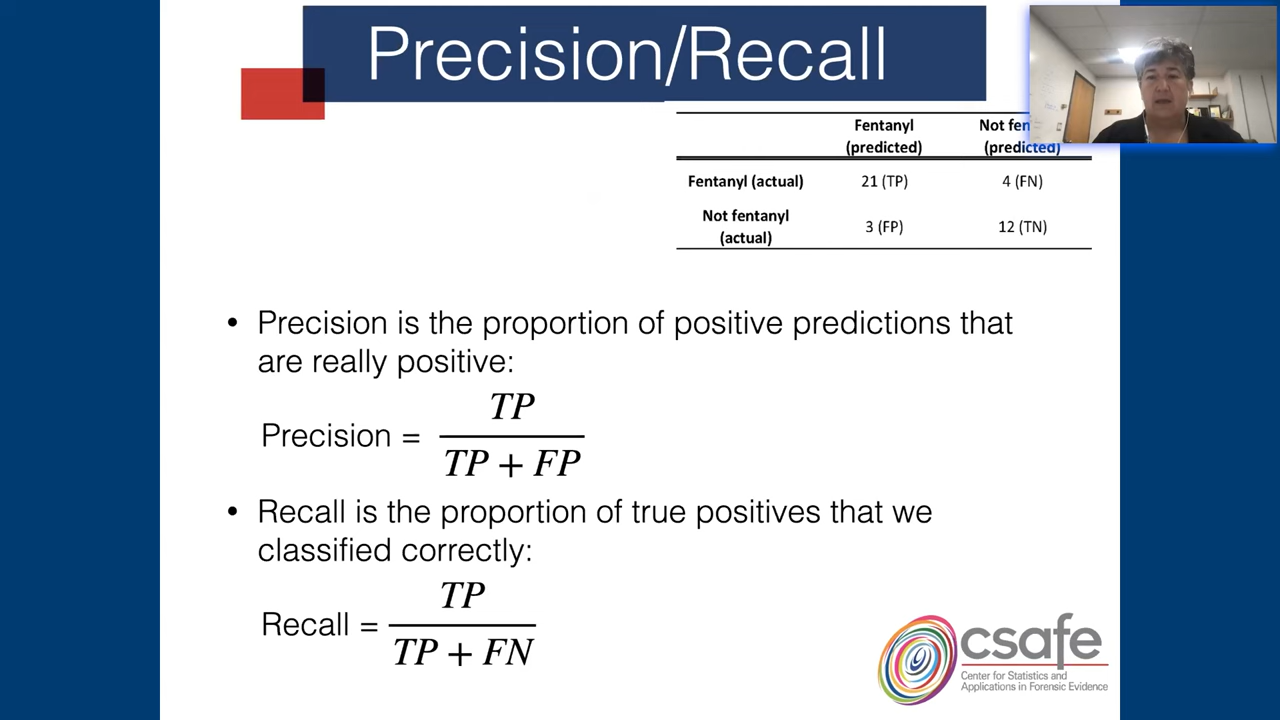 Precision/Recall
Fentanyl Not fen
(predicted) (predicted)
Fentanyl (actual) 21 (TP) 4 (FN)
Not fentanyl
(actual) 3 (FP) 12 (TN)
• Precision is the proportion of positive predictions that
are really positive:
Precision = TP
TP + FP
• Recall is the proportion of true positives that we
classified correctly:
Recall = TP
TP + FN
csafe
Center for Statistics and
Applications in Forensic Evidence